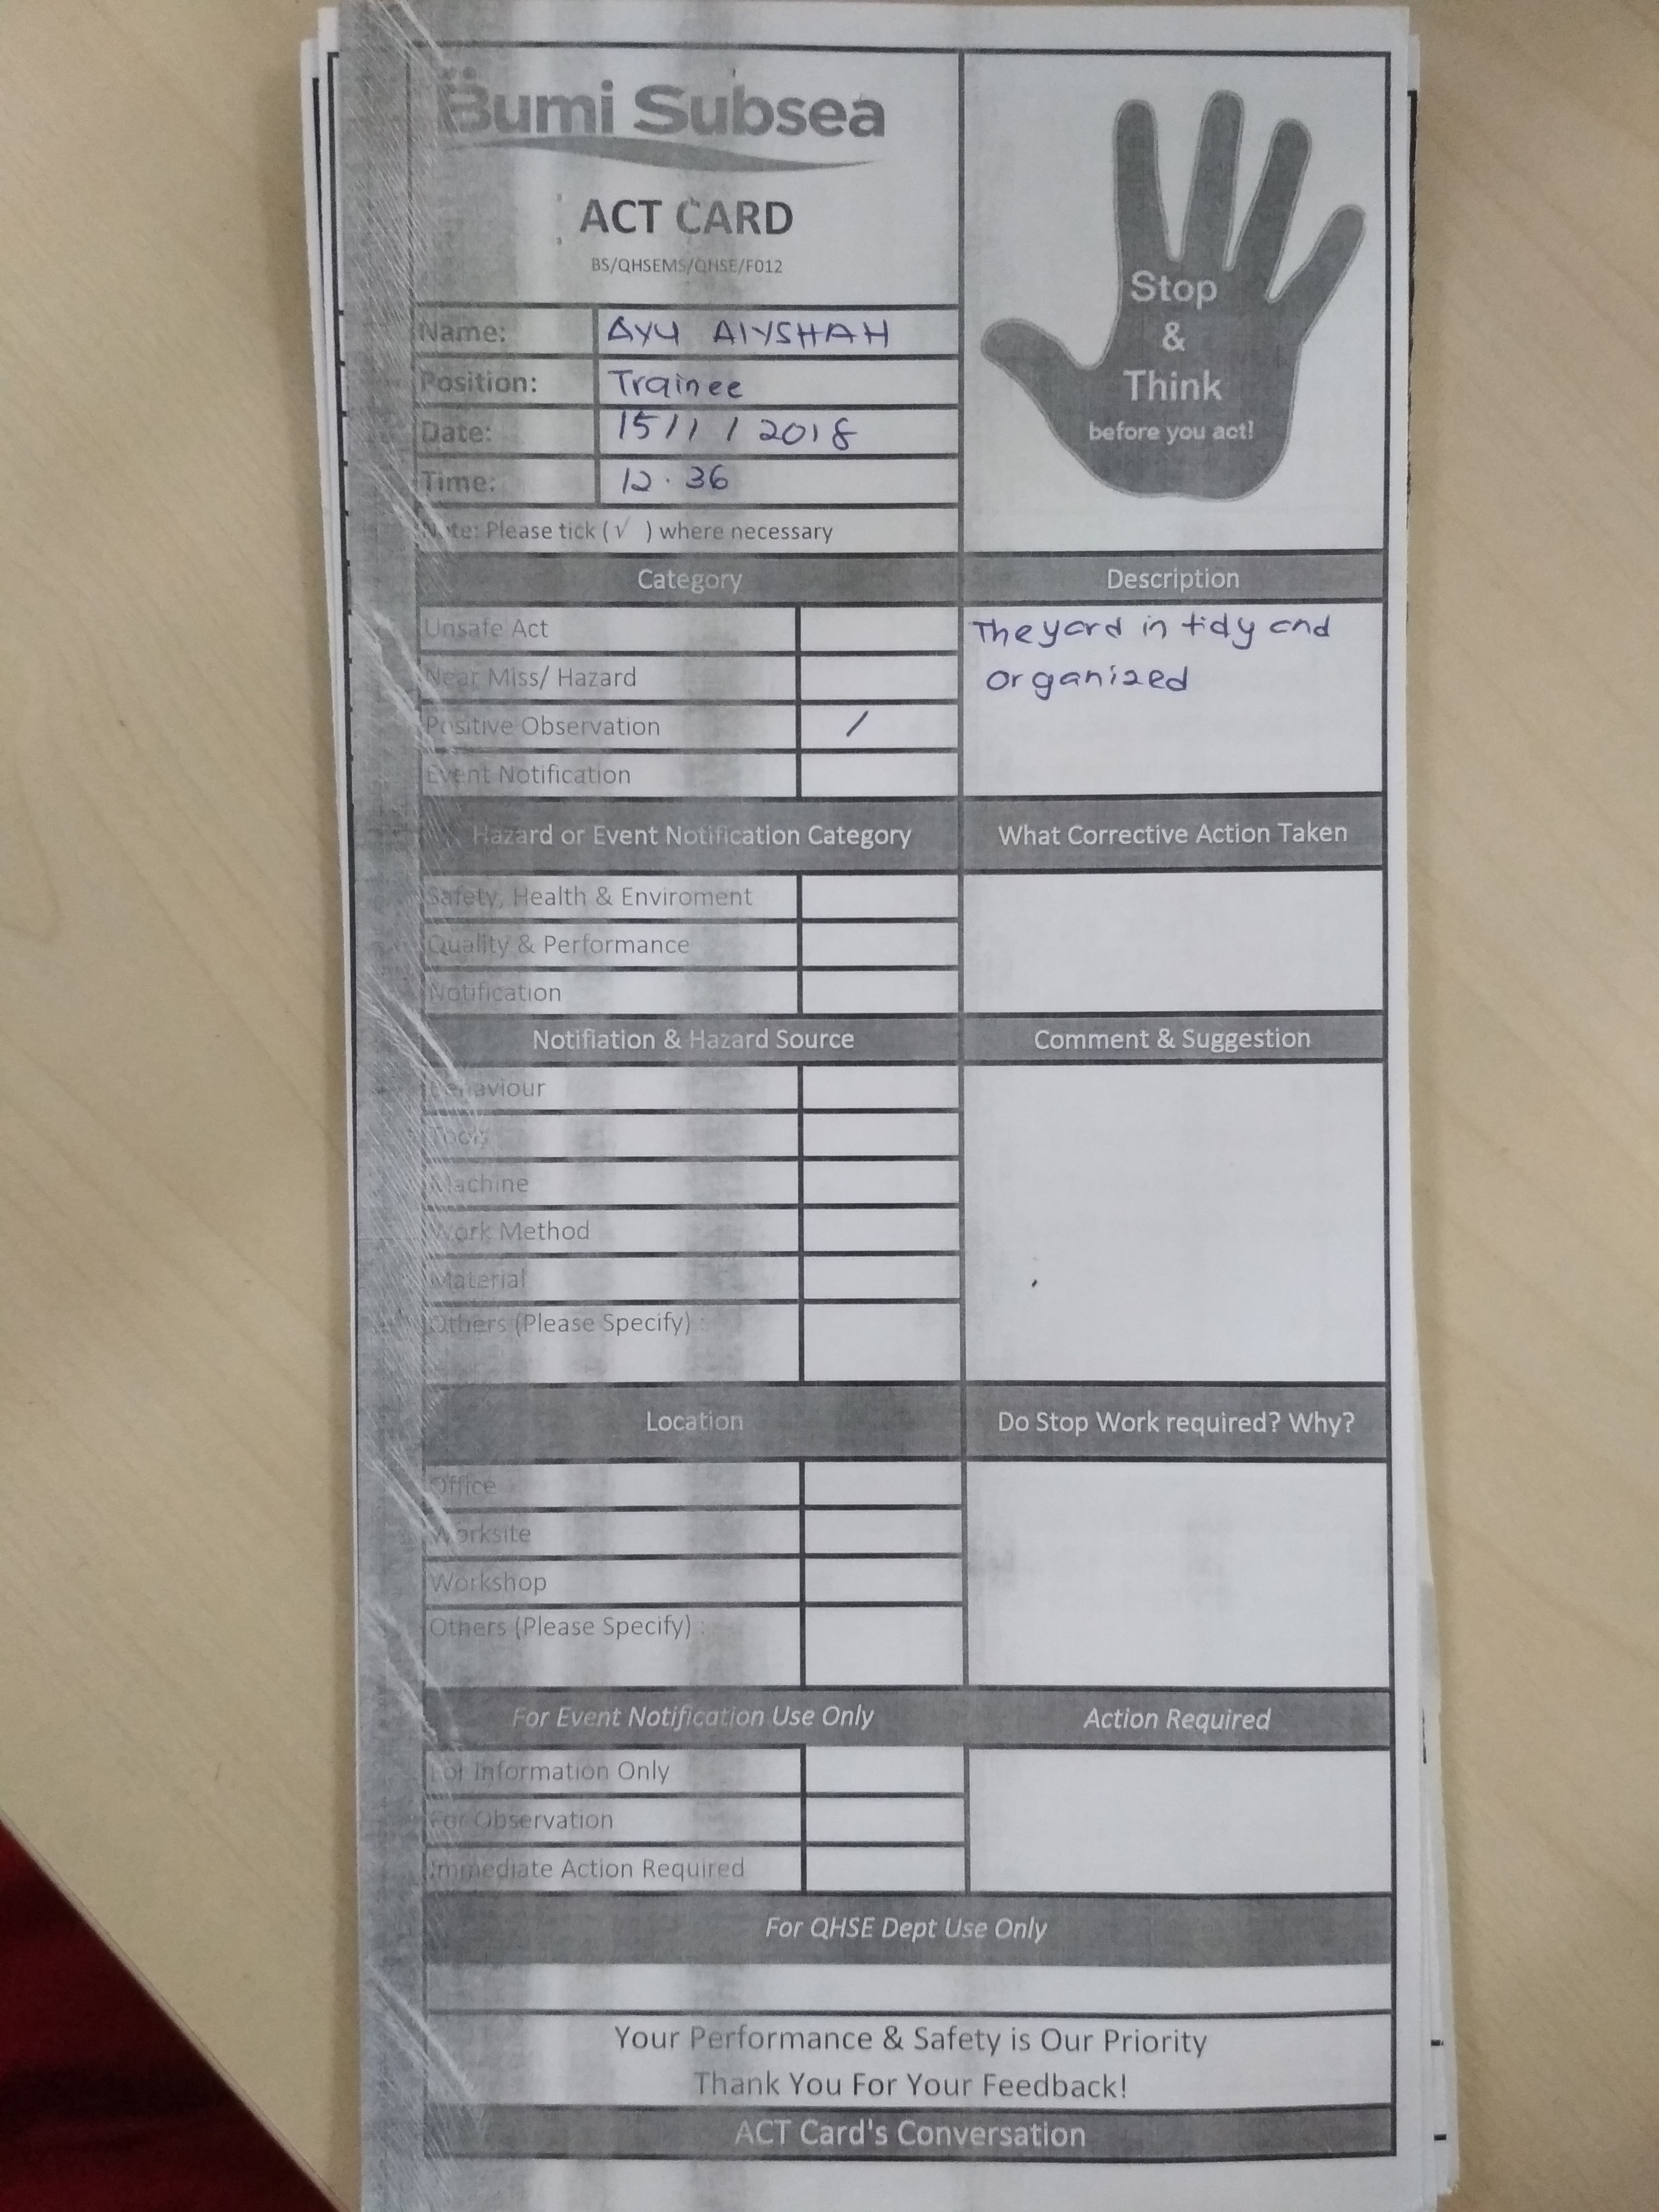 Bumi Subsea
ACT CARD
BS/QHSEMS/QHSE/F012
Stop
&
Think
before you act!
Name: AYU AIYSHAH
Position: Trainee
Date: 15/1/2018
Time: 12.36
Note: Please tick (√ ) where necessary
Category
Description
Unsafe Act
Near Miss/ Hazard
Positive Observation /
Event Notification
The yard in tidy and
organized
Hazard or Event Notification Category
What Corrective Action Taken
Safety, Health & Enviroment
Quality & Performance
Notification
Notifiation & Hazard Source
Comment & Suggestion
Behaviour
Tools
Machine
Work Method
Material
Others (Please Specify) :
Location
Do Stop Work required? Why?
Office
Worksite
Workshop
Others (Please Specify) :
For Event Notification Use Only
Action Required
For Information Only
For Observation
Immediate Action Required
For QHSE Dept Use Only
Your Performance & Safety is Our Priority
Thank You For Your Feedback!
ACT Card's Conversation